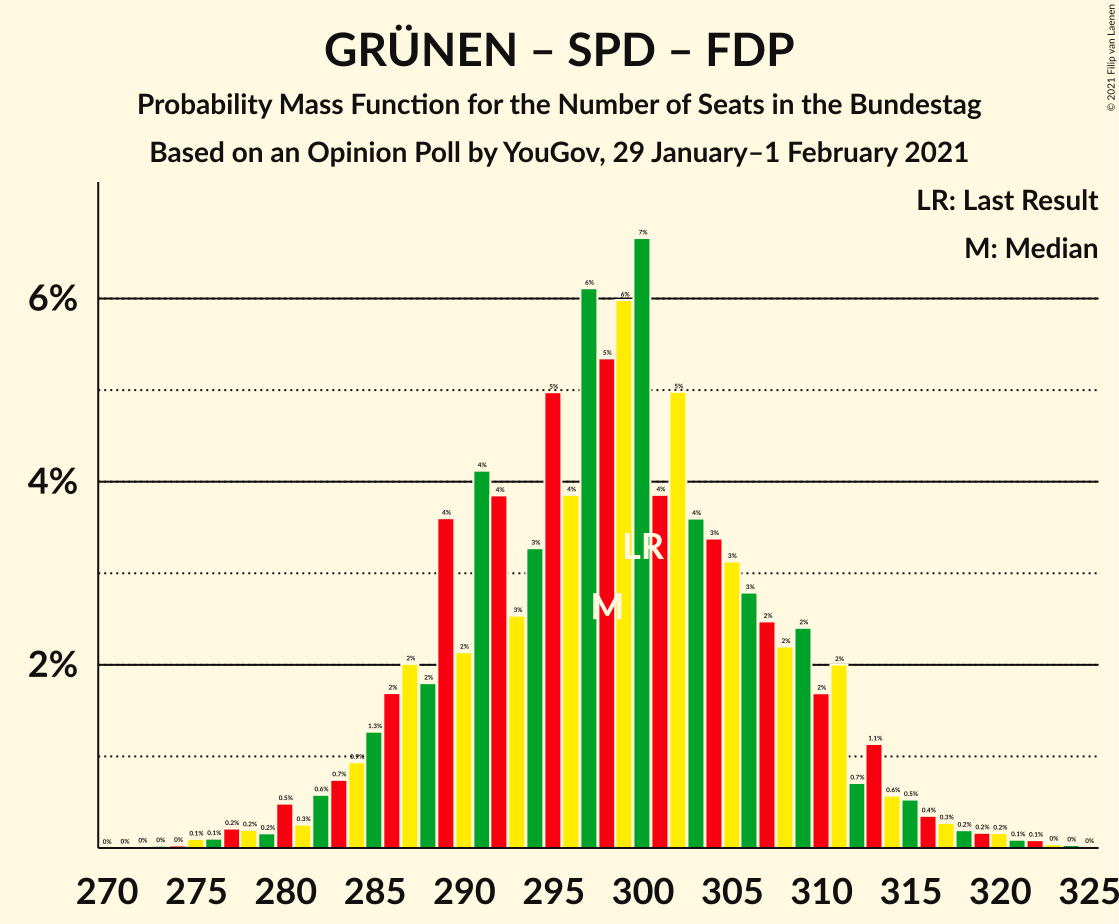 GRÜNEN – SPD – FDP
Probability Mass Function for the Number of Seats in the Bundestag
Based on an Opinion Poll by YouGov, 29 January–1 February 2021
© 2021 Filip van Laenen
LR: Last Result
M: Median
6%
4%
2%
0% 0% 0% 0% 0% 0.1% 0.1% 0.2% 0.2% 0.2% 0.5% 0.3% 0.6% 0.7% 0.9% 1.3% 2% 2% 2% 4% 2% 4% 4% 3% 3% 5% 4% 6% 5% 6% 7% 4% 5% 4% 3% 3% 3% 2% 2% 2% 2% 2% 0.7% 1.1% 0.6% 0.5% 0.4% 0.3% 0.2% 0.2% 0.2% 0.1% 0.1% 0% 0% 0%
LR
M
270 275 280 285 290 295 300 305 310 315 320 325